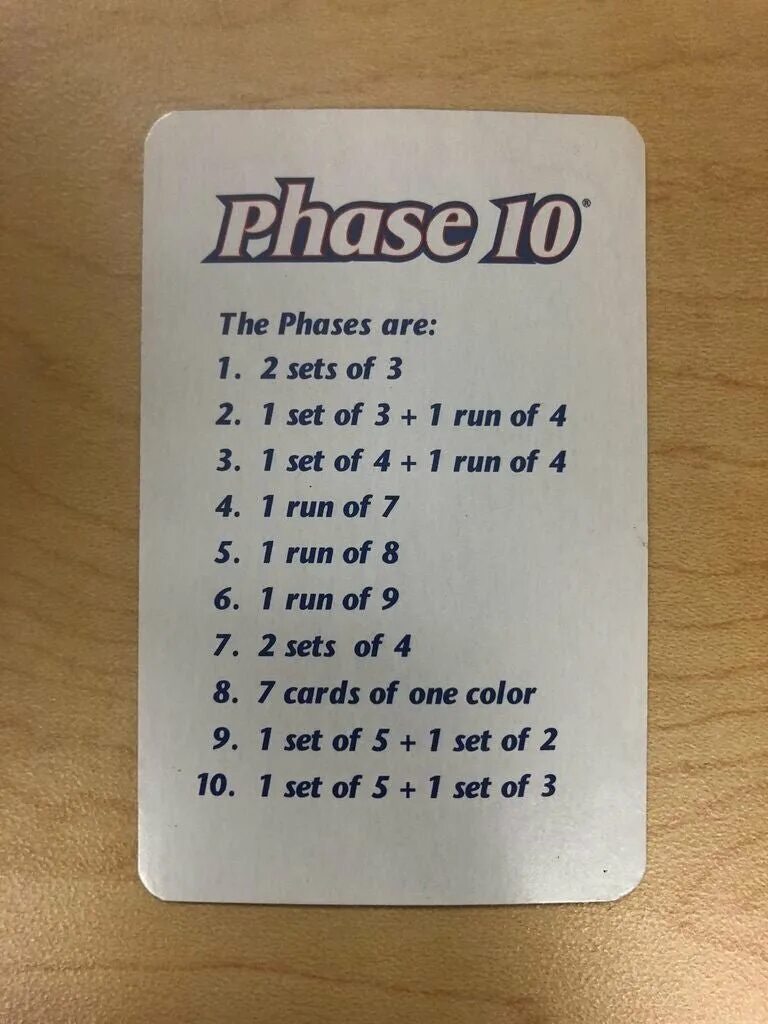 Phase 10®
The Phases are:
1. 2 sets of 3
2. 1 set of 3 + 1 run of 4
3. 1 set of 4 + 1 run of 4
4. 1 run of 7
5. 1 run of 8
6. 1 run of 9
7. 2 sets of 4
8. 7 cards of one color
9. 1 set of 5 + 1 set of 2
10. 1 set of 5 + 1 set of 3